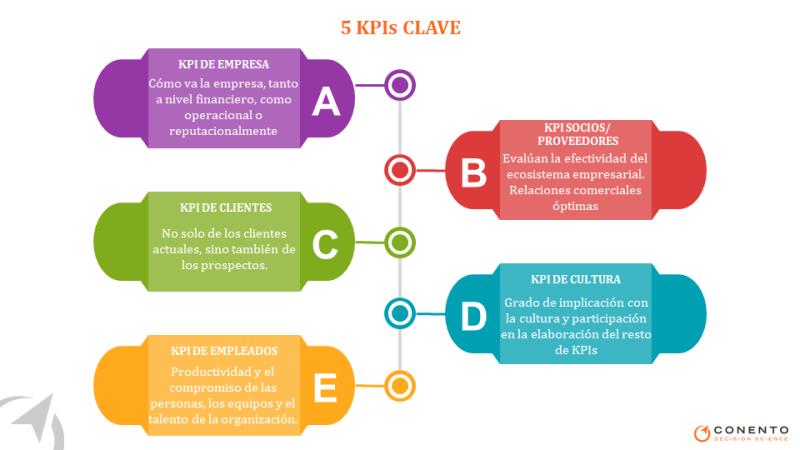 5 KPIs CLAVE
KPI DE EMPRESA
Cómo va la empresa, tanto
a nivel financiero, como
operacional o
reputacionalmente
A
KPI SOCIOS/
PROVEEDORES
Evalúan la efectividad del
ecosistema empresarial.
Relaciones comerciales
óptimas
B
KPI DE CLIENTES
No solo de los clientes
actuales, sino también de
los prospectos.
C
KPI DE CULTURA
Grado de implicación con
la cultura y participación
en la elaboración del resto
de KPIs
D
KPI DE EMPLEADOS
Productividad y el
compromiso de las
personas, los equipos y el
talento de la organización.
E
CONENTO
DECISION SCIENCE